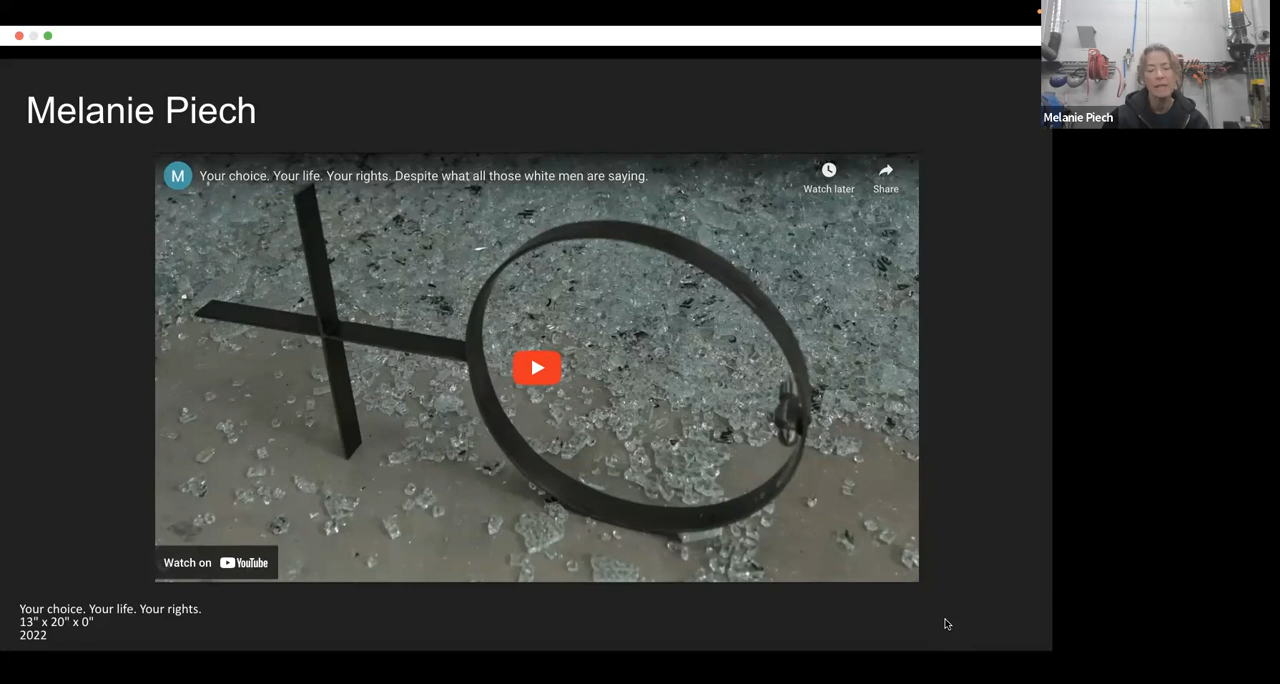 Melanie Piech
Melanie Piech
M
Your choice. Your life. Your rights. Despite what all those white men are saying.
Watch later
Share
Watch on YouTube
Your choice. Your life. Your rights.
13" x 20" x 0"
2022